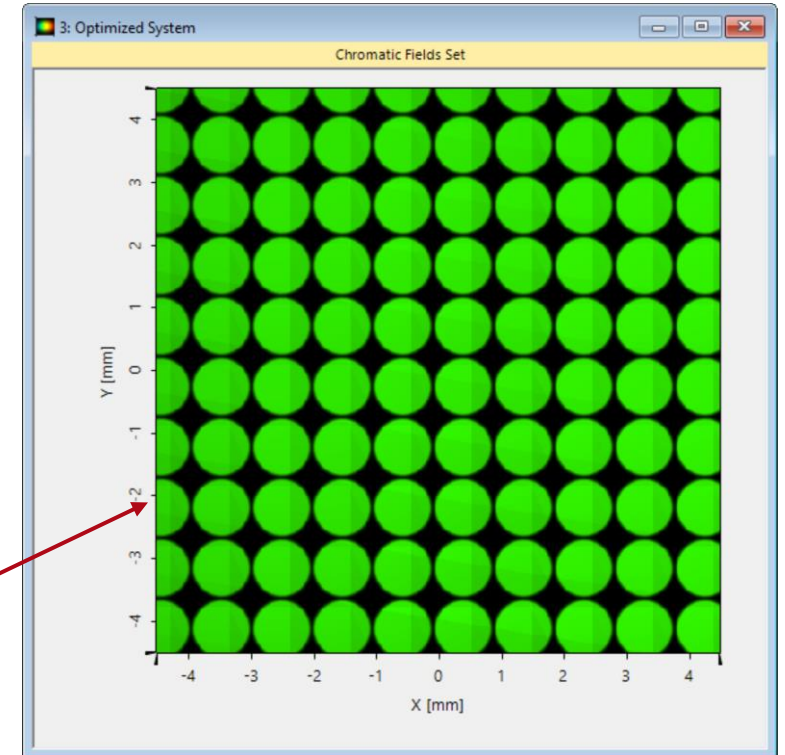 3: Optimized System
Chromatic Fields Set
4
3
2
1
0
-1
-2
-3
-4
Y [mm]
-4 -3 -2 -1 0 1 2 3 4
X [mm]